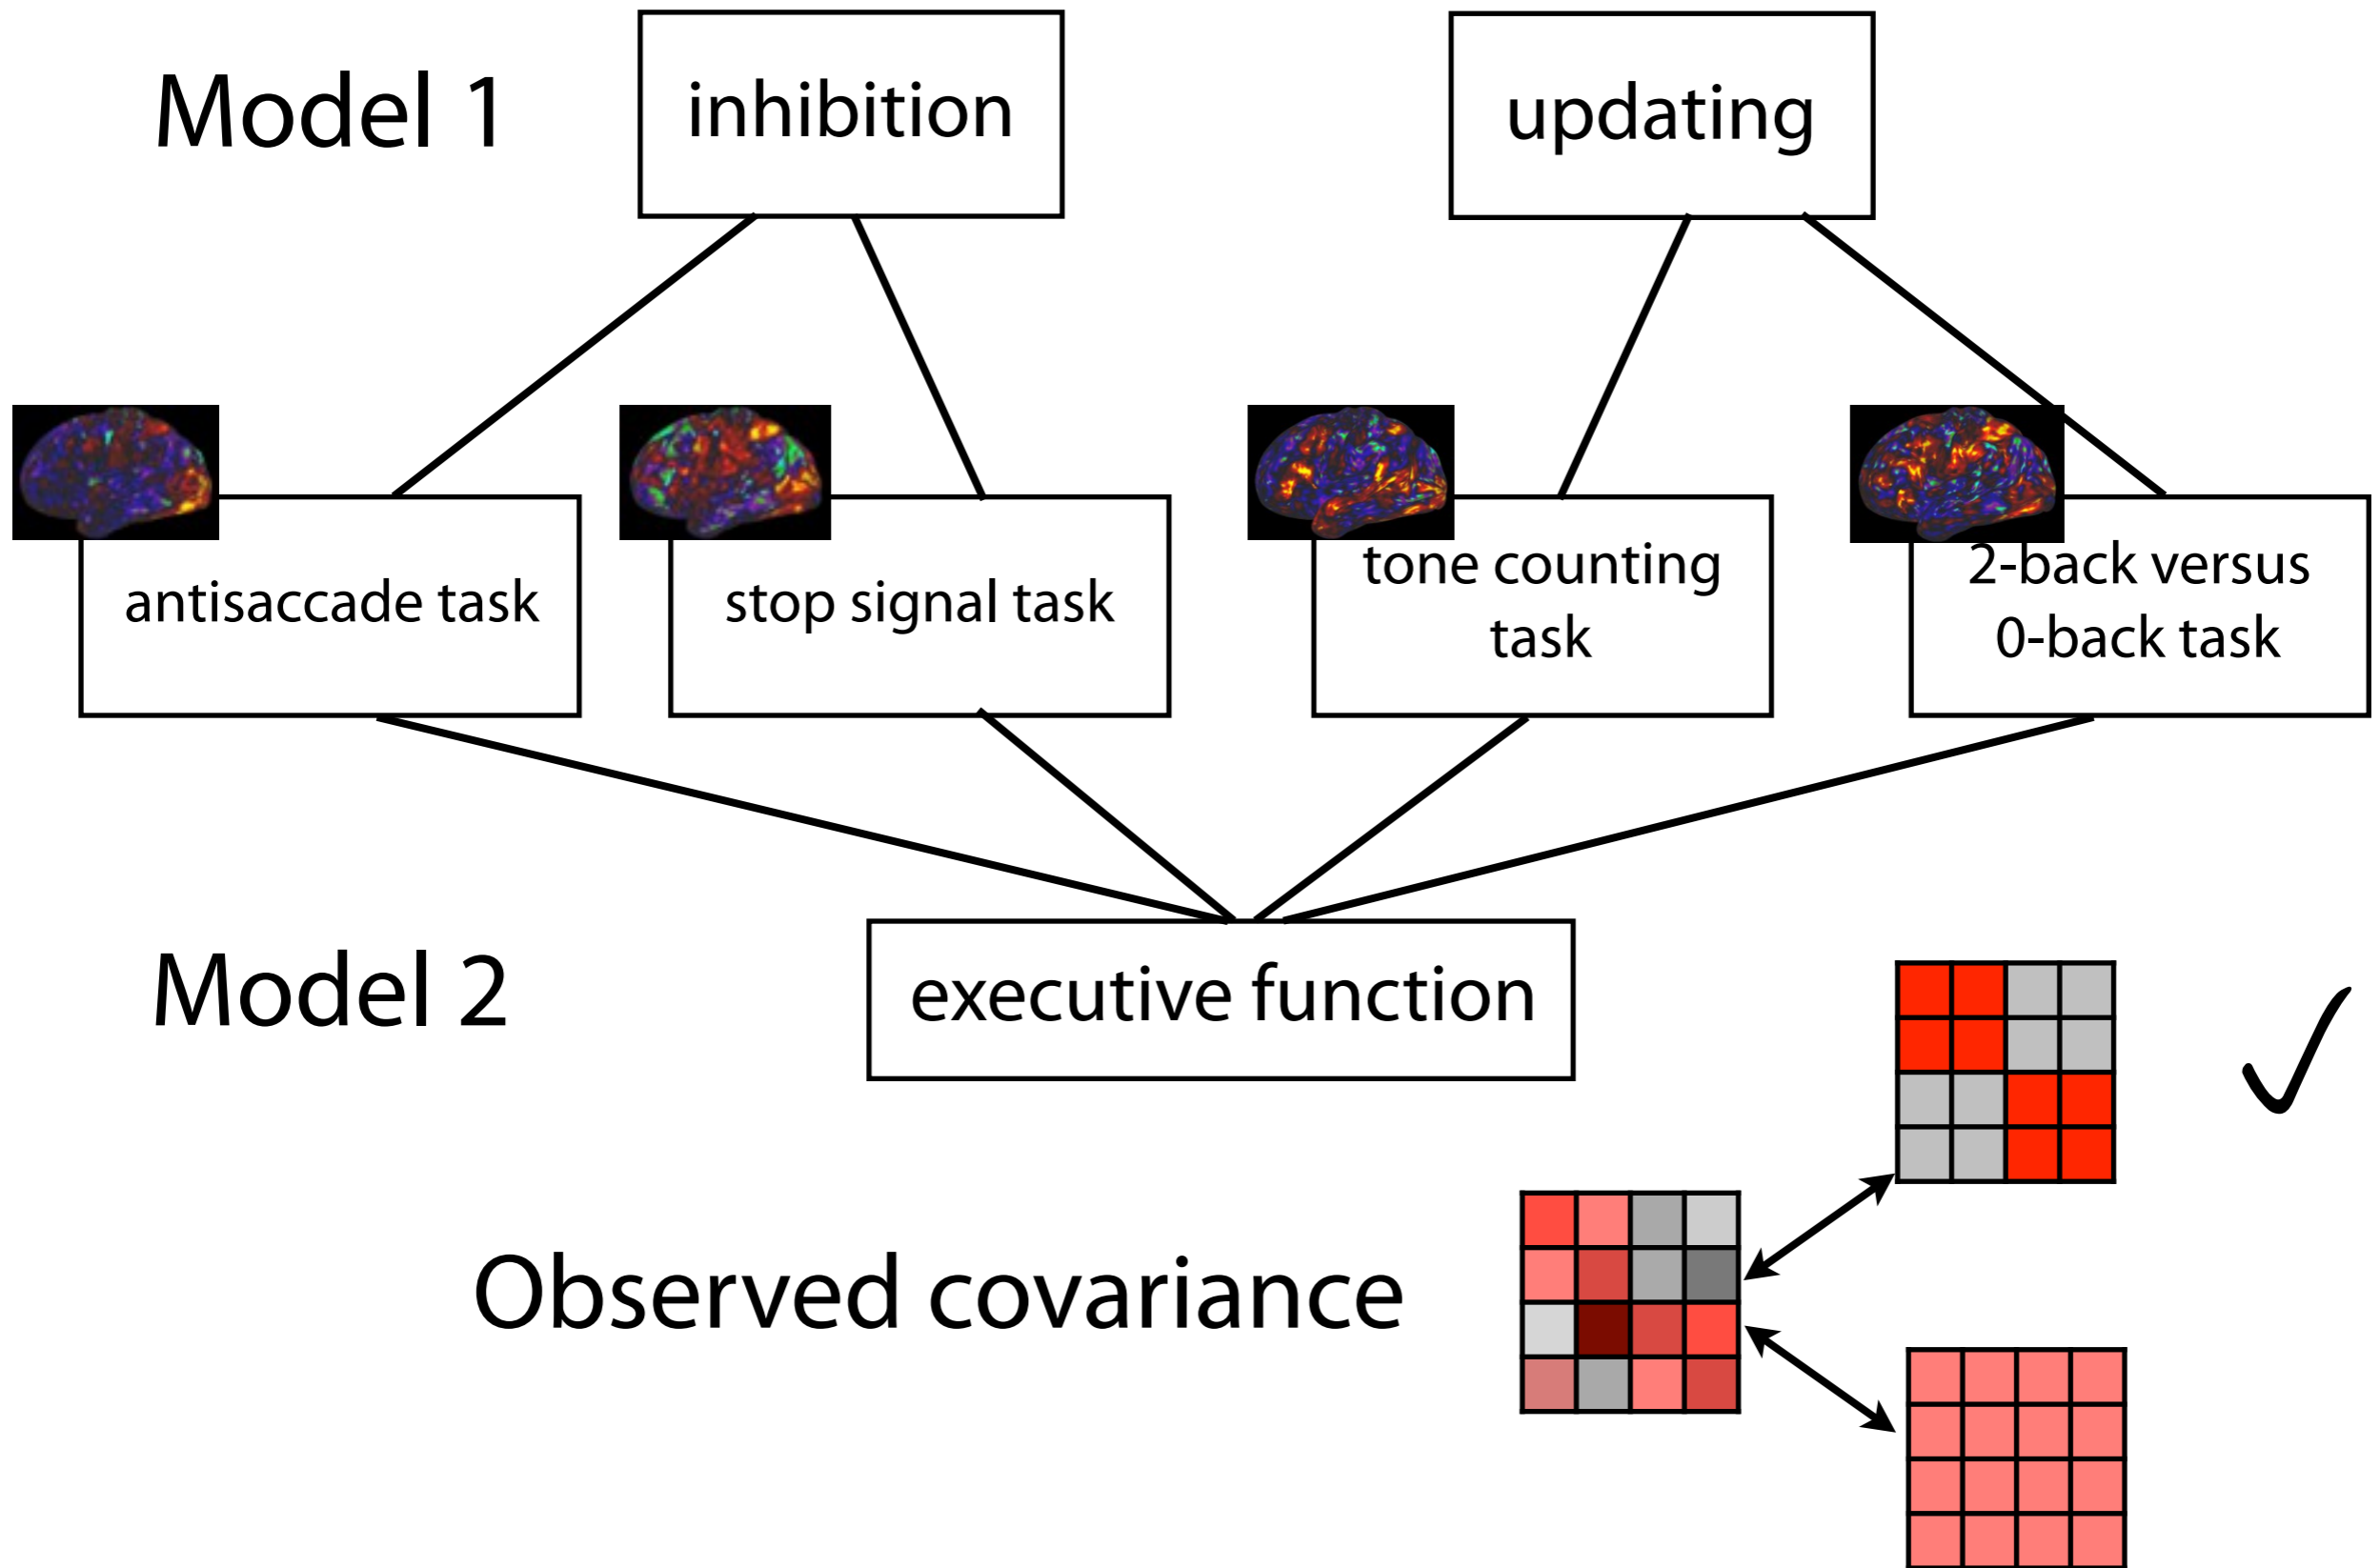 Model 1
inhibition
updating
antisaccade task
stop signal task
tone counting
task
2-back versus
0-back task
Model 2
executive function
Observed covariance